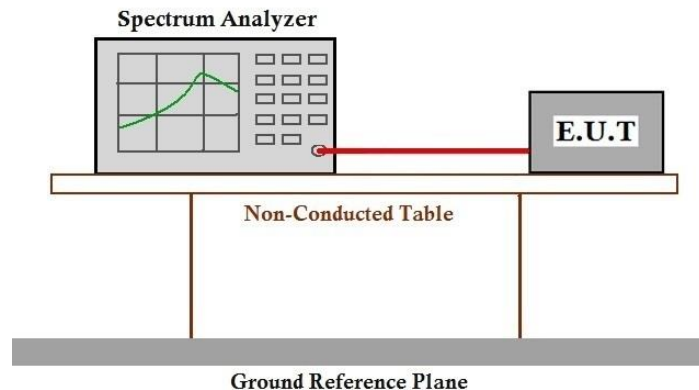 Spectrum Analyzer
E.U.T
Non-Conducted Table
Ground Reference Plane